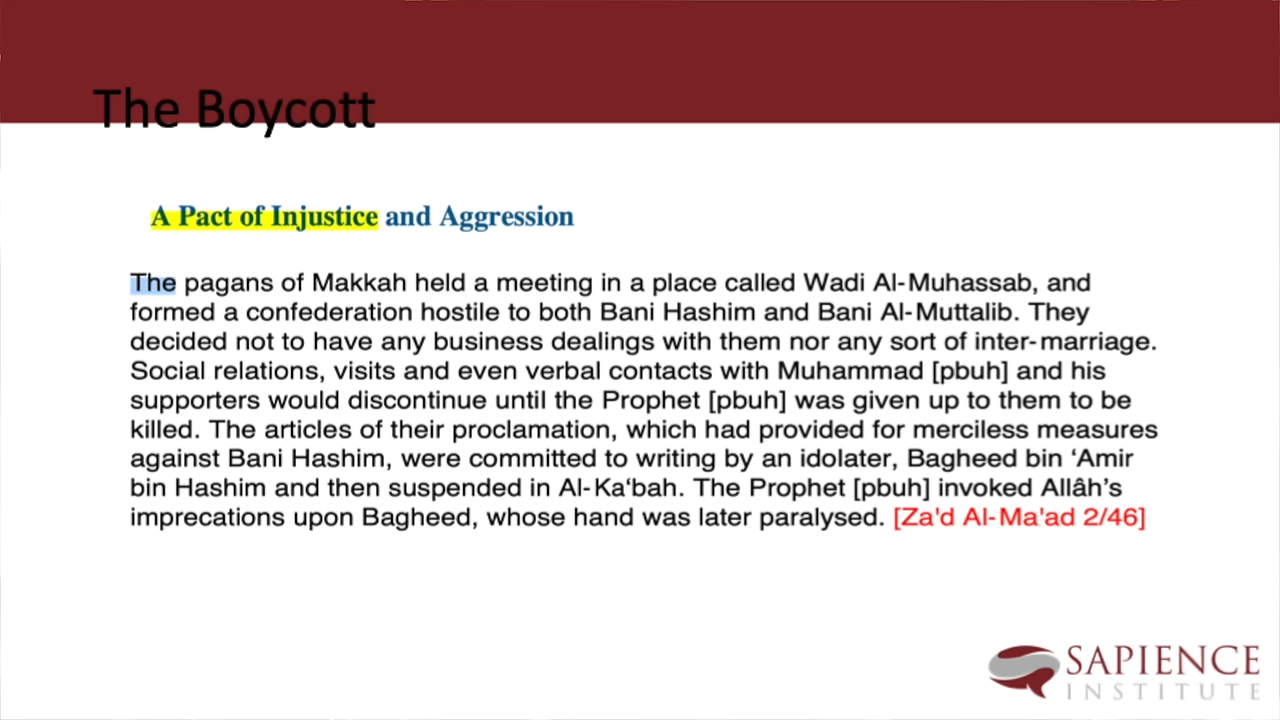 The Boycott
A Pact of Injustice and Aggression
The pagans of Makkah held a meeting in a place called Wadi Al-Muhassab, and
formed a confederation hostile to both Bani Hashim and Bani Al-Muttalib. They
decided not to have any business dealings with them nor any sort of inter-marriage.
Social relations, visits and even verbal contacts with Muhammad [pbuh] and his
supporters would discontinue until the Prophet [pbuh] was given up to them to be
killed. The articles of their proclamation, which had provided for merciless measures
against Bani Hashim, were committed to writing by an idolater, Bagheed bin ‘Amir
bin Hashim and then suspended in Al-Ka‘bah. The Prophet [pbuh] invoked Allâh’s
imprecations upon Bagheed, whose hand was later paralysed. [Za'd Al-Ma'ad 2/46]
SAPIENCE
INSTITUTE